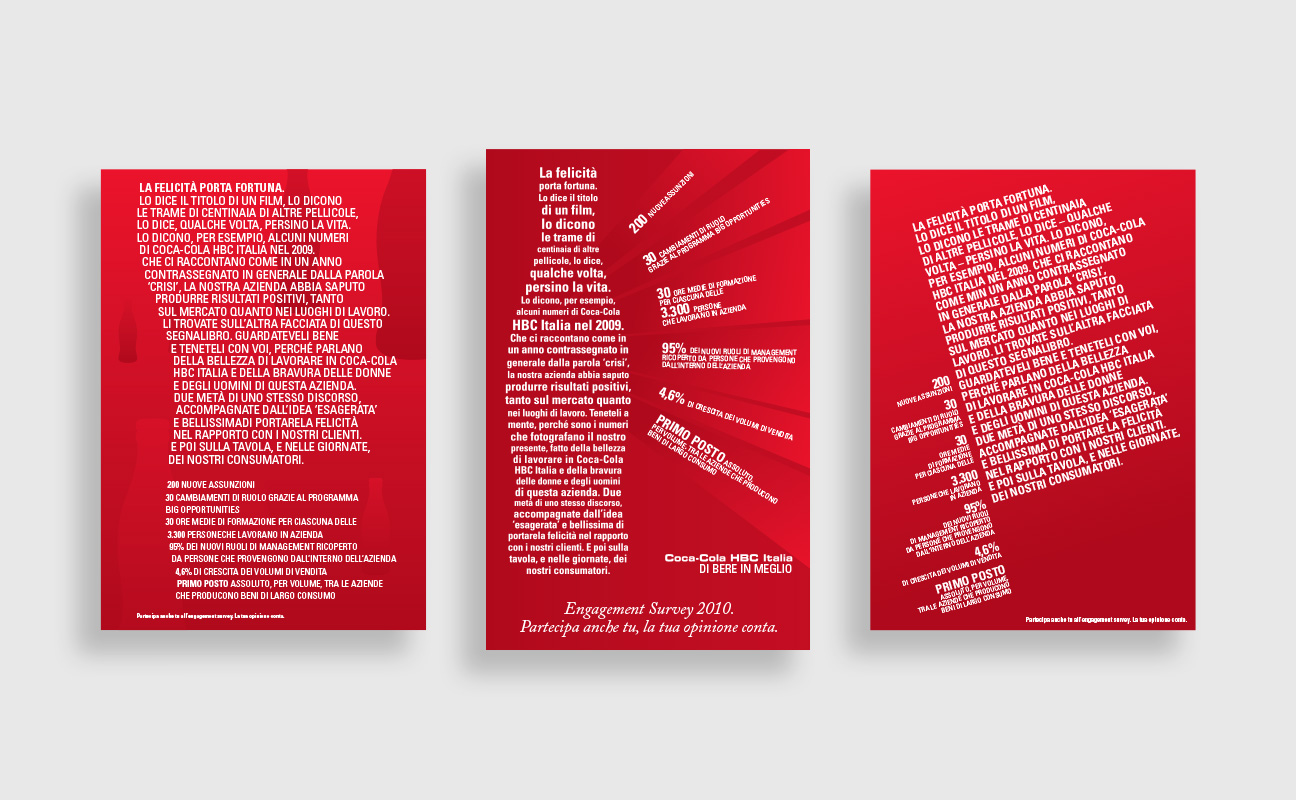 LA FELICITÀ PORTA FORTUNA.
LO DICE IL TITOLO DI UN FILM, LO DICONO
LE TRAME DI CENTINAIA DI ALTRE PELLICOLE,
LO DICE, QUALCHE VOLTA, PERSINO LA VITA.
LO DICONO, PER ESEMPIO, ALCUNI NUMERI
DI COCA-COLA HBC ITALIA NEL 2009.
CHE CI RACCONTANO COME IN UN ANNO
CONTRASSEGNATO IN GENERALE DALLA PAROLA
‘CRISI’, LA NOSTRA AZIENDA ABBIA SAPUTO
PRODURRE RISULTATI POSITIVI, TANTO
SUL MERCATO QUANTO NEI LUOGHI DI LAVORO.
LI TROVATE SULL’ALTRA FACCIATA DI QUESTO
SEGNALIBRO. GUARDATEVELI BENE
E TENETELI CON VOI, PERCHÉ PARLANO
DELLA BELLEZZA DI LAVORARE IN COCA-COLA
HBC ITALIA E DELLA BRAVURA DELLE DONNE
E DEGLI UOMINI DI QUESTA AZIENDA.
DUE METÀ DI UNO STESSO DISCORSO,
ACCOMPAGNATE DALL’IDEA ‘ESAGERATA’
E BELLISSIMADI PORTARELA FELICITÀ
NEL RAPPORTO CON I NOSTRI CLIENTI.
E POI SULLA TAVOLA, E NELLE GIORNATE,
DEI NOSTRI CONSUMATORI.
200 NUOVE ASSUNZIONI
30 CAMBIAMENTI DI RUOLO GRAZIE AL PROGRAMMA
BIG OPPORTUNITIES
30 ORE MEDIE DI FORMAZIONE PER CIASCUNA DELLE
3.300 PERSONECHE LAVORANO IN AZIENDA
95% DEI NUOVI RUOLI DI MANAGEMENT RICOPERTO
DA PERSONE CHE PROVENGONO DALL’INTERNO DELL’AZIENDA
4,6% DI CRESCITA DEI VOLUMI DI VENDITA
PRIMO POSTO ASSOLUTO, PER VOLUME, TRA LE AZIENDE
CHE PRODUCONO BENI DI LARGO CONSUMO
Partecipa anche tu all’engagement survey. La tua opinione conta.
La felicità
porta fortuna.
Lo dice il titolo
di un film,
lo dicono
le trame di
centinaia di altre
pellicole, lo dice,
qualche volta,
persino la vita.
Lo dicono, per esempio,
alcuni numeri di Coca-Cola
HBC Italia nel 2009.
Che ci raccontano come in
un anno contrassegnato in
generale dalla parola ‘crisi’,
la nostra azienda abbia saputo
produrre risultati positivi,
tanto sul mercato quanto
nei luoghi di lavoro. Teneteli a
mente, perché sono i numeri
che fotografano il nostro
presente, fatto della bellezza
di lavorare in Coca-Cola
HBC Italia e della bravura
delle donne e degli uomini
di questa azienda. Due
metà di uno stesso discorso,
accompagnate dall’idea
‘esagerata’ e bellissima di
portarela felicità nel rapporto
con i nostri clienti. E poi sulla
tavola, e nelle giornate, dei
nostri consumatori.
200 NUOVE ASSUNZIONI
30 CAMBIAMENTI DI RUOLO
GRAZIE AL PROGRAMMA BIG OPPORTUNITIES
30 ORE MEDIE DI FORMAZIONE
PER CIASCUNA DELLE
3.300 PERSONE
CHE LAVORANO IN AZIENDA
95% DEI NUOVI RUOLI DI MANAGEMENT
RICOPERTO DA PERSONE CHE PROVENGONO
DALL’INTERNO DELL’AZIENDA
4,6% DI CRESCITA DEI VOLUMI DI VENDITA
PRIMO POSTO ASSOLUTO,
PER VOLUME, TRA LE AZIENDE CHE PRODUCONO
BENI DI LARGO CONSUMO
Coca-Cola HBC Italia
DI BERE IN MEGLIO
Engagement Survey 2010.
Partecipa anche tu, la tua opinione conta.
LA FELICITÀ PORTA FORTUNA.
LO DICE IL TITOLO DI UN FILM,
LO DICONO LE TRAME DI CENTINAIA
DI ALTRE PELLICOLE, LO DICE – QUALCHE
VOLTA – PERSINO LA VITA. LO DICONO,
PER ESEMPIO, ALCUNI NUMERI DI COCA-COLA
HBC ITALIA NEL 2009. CHE CI RACCONTANO
COME MIN UN ANNO CONTRASSEGNATO
IN GENERALE DALLA PAROLA ‘CRISI’,
LA NOSTRA AZIENDA ABBIA SAPUTO
PRODURRE RISULTATI POSITIVI, TANTO
SUL MERCATO QUANTO NEI LUOGHI DI
LAVORO. LI TROVATE SULL’ALTRA FACCIATA
DI QUESTO SEGNALIBRO.
GUARDATEVELI BENE E TENETELI CON VOI,
PERCHÉ PARLANO DELLA BELLEZZA
DI LAVORARE IN COCA-COLA HBC ITALIA
E DELLA BRAVURA DELLE DONNE
E DEGLI UOMINI DI QUESTA AZIENDA.
DUE METÀ DI UNO STESSO DISCORSO,
ACCOMPAGNATE DALL’IDEA ‘ESAGERATA’
E BELLISSIMA DI PORTARE LA FELICITÀ
NEL RAPPORTO CON I NOSTRI CLIENTI.
E POI SULLA TAVOLA, E NELLE GIORNATE,
DEI NOSTRI CONSUMATORI.
200
NUOVE ASSUNZIONI
30
CAMBIAMENTI DI RUOLO
GRAZIE AL PROGRAMMA
BIG OPPORTUNITIES
30
ORE MEDIE
DI FORMAZIONE
PER CIASCUNA DELLE
3.300
PERSONE CHE LAVORANO
IN AZIENDA
95%
DEI NUOVI RUOLI
DI MANAGEMENT RICOPERTO
DA PERSONE CHE PROVENGONO
DALL’INTERNO DELL’AZIENDA
4,6%
DI CRESCITA DEI VOLUMI DI VENDITA
PRIMO POSTO
ASSOLUTO, PER VOLUME,
TRA LE AZIENDE CHE PRODUCONO
BENI DI LARGO CONSUMO
Partecipa anche tu all’engagement survey. La tua opinione conta.